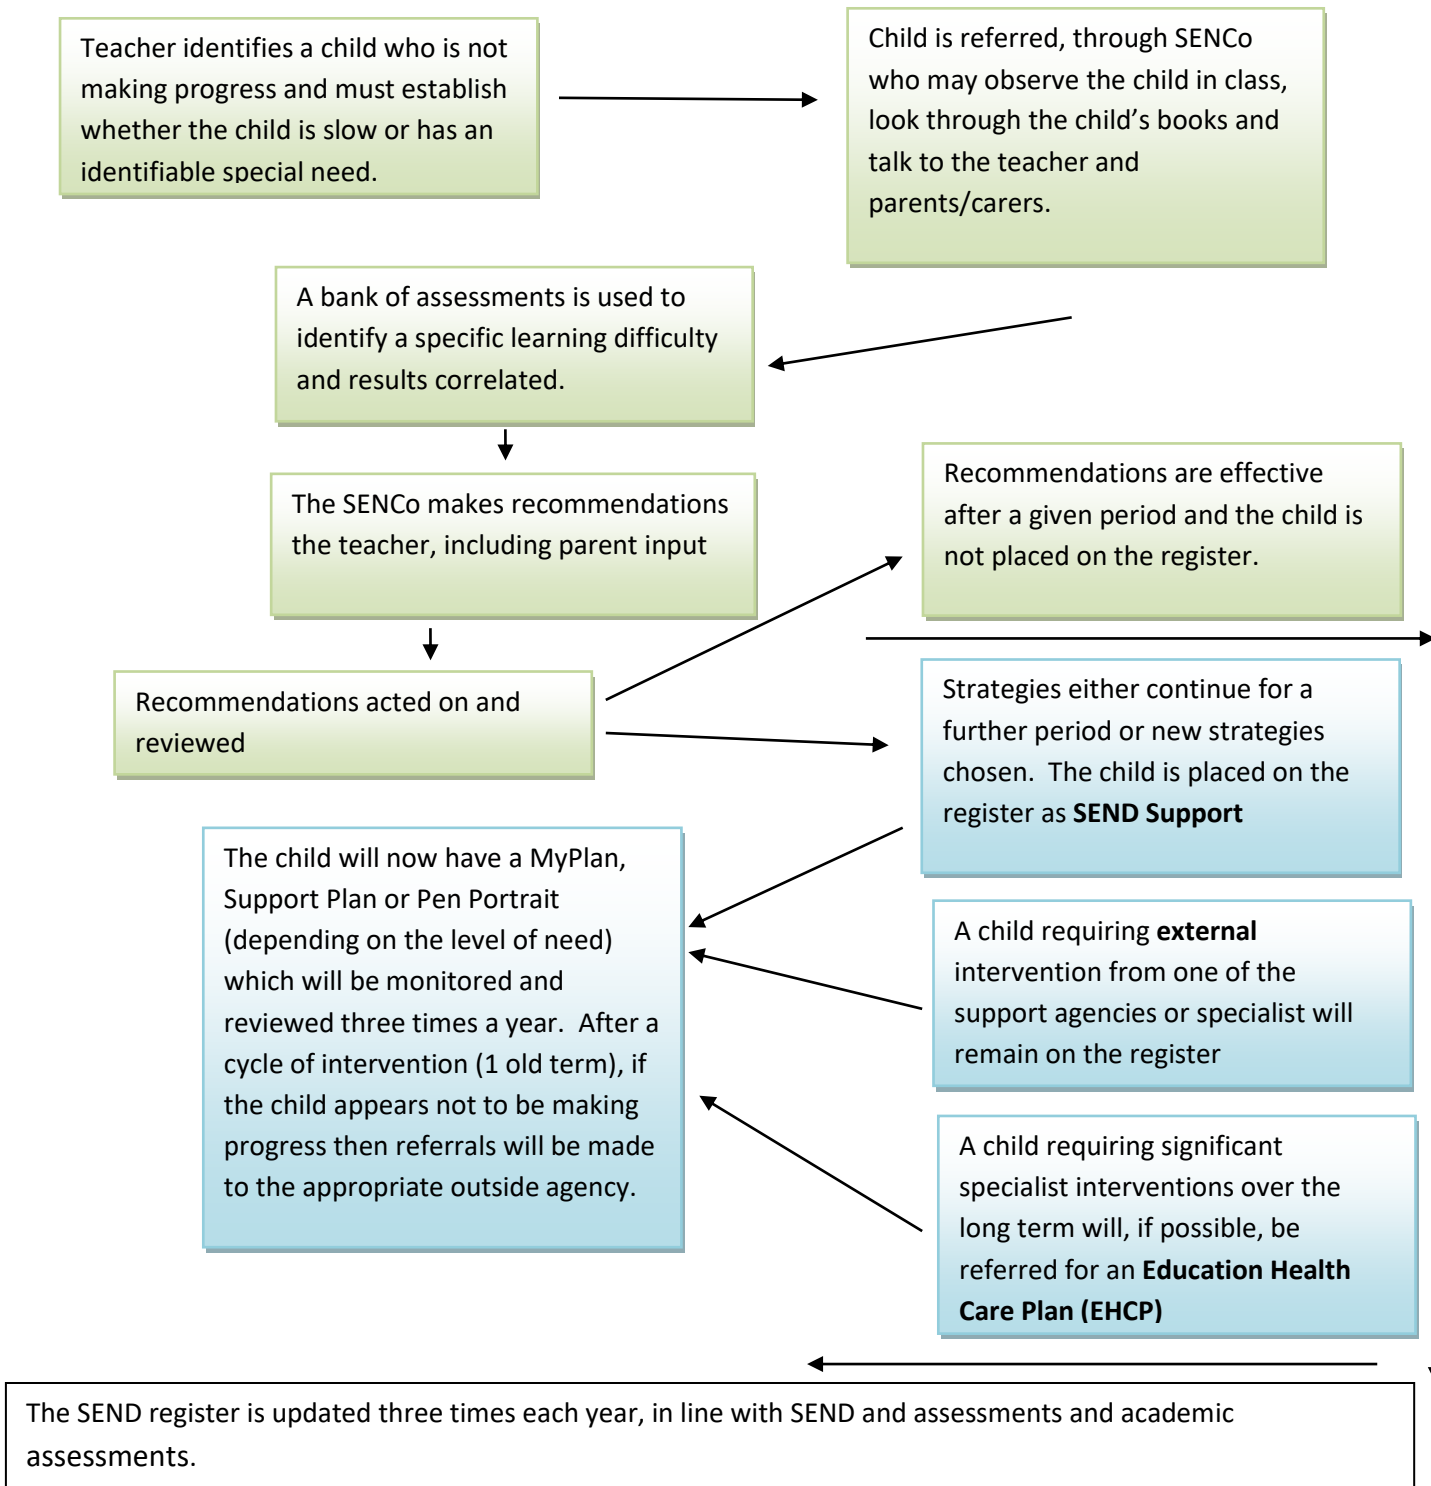 Teacher identifies a child who is not
making progress and must establish
whether the child is slow or has an
identifiable special need.
Child is referred, through SENCo
who may observe the child in class,
look through the child’s books and
talk to the teacher and
parents/carers.
A bank of assessments is used to
identify a specific learning difficulty
and results correlated.
The SENCo makes recommendations
the teacher, including parent input
Recommendations are effective
after a given period and the child is
not placed on the register.
Recommendations acted on and
reviewed
Strategies either continue for a
further period or new strategies
chosen.  The child is placed on the
register as SEND Support
The child will now have a MyPlan,
Support Plan or Pen Portrait
(depending on the level of need)
which will be monitored and
reviewed three times a year.  After a
cycle of intervention (1 old term), if
the child appears not to be making
progress then referrals will be made
to the appropriate outside agency.
A child requiring external
intervention from one of the
support agencies or specialist will
remain on the register
A child requiring significant
specialist interventions over the
long term will, if possible, be
referred for an Education Health
Care Plan (EHCP)
The SEND register is updated three times each year, in line with SEND and assessments and academic
assessments.